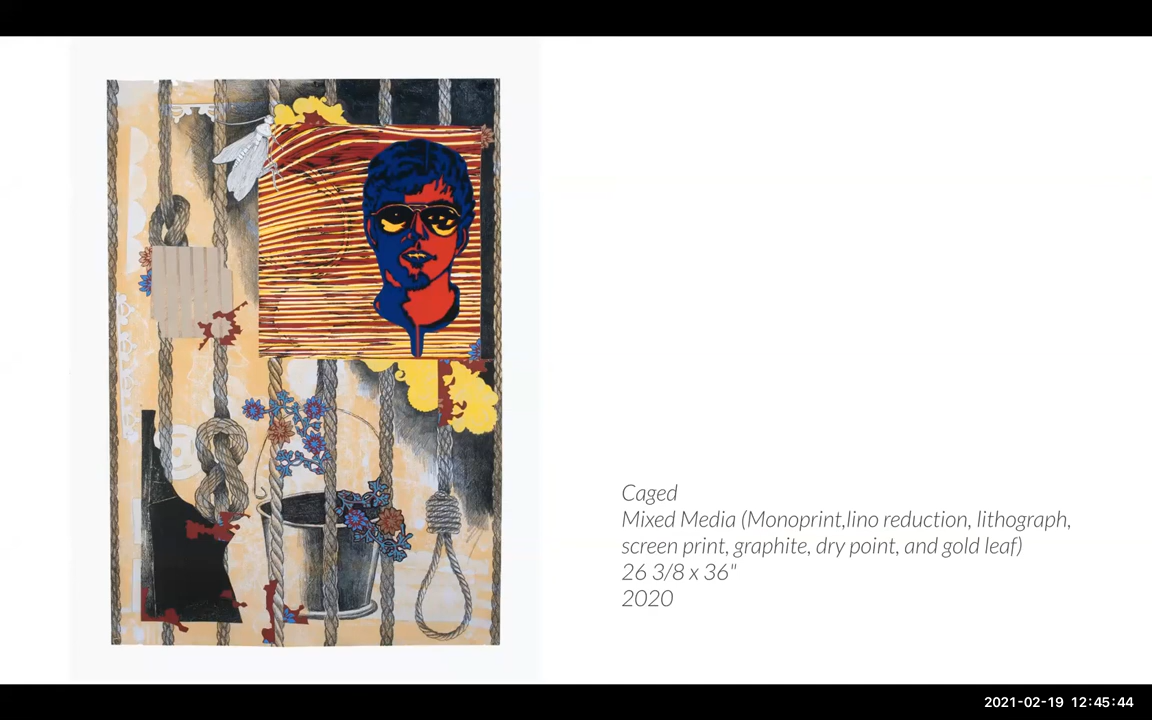 Caged
Mixed Media (Monoprint,lino reduction, lithograph,
screen print, graphite, dry point, and gold leaf)
26 3/8 x 36"
2020
2021-02-19 12:45:44